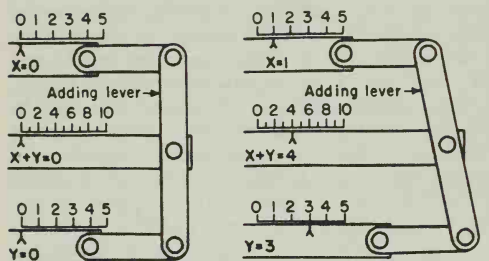 0 1 2 3 4 5
X=0
Adding lever
0 2 4 6 8 10
X+Y=0
0 1 2 3 4 5
Y=0
0 1 2 3 4 5
X=1
Adding lever
0 2 4 6 8 10
X+Y=4
0 1 2 3 4 5
Y=3